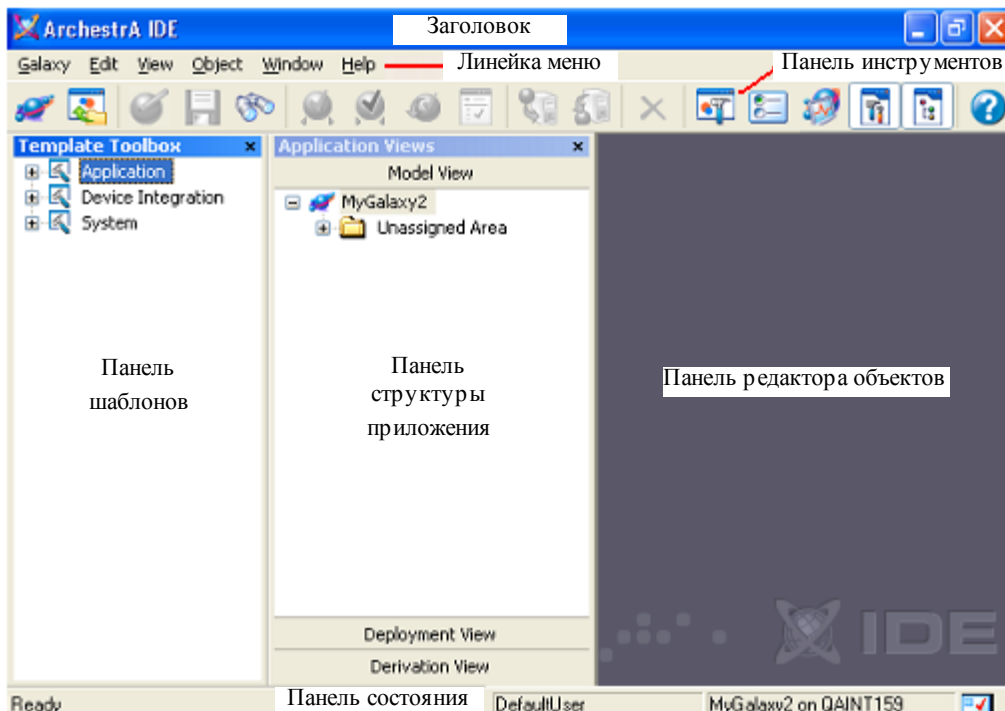 ArchestrA IDE
Заголовок
Galaxy Edit View Object Window Help
Линейка меню
Панель инструментов
Template Toolbox
Application
Device Integration
System
Панель
шаблонов
Application Views
Model View
MyGalaxy2
Unassigned Area
Панель
структуры
приложения
Deployment View
Derivation View
Панель редактора объектов
IDE
Ready
Панель состояния
DefaultUser
MyGalaxy2 on QAINT159